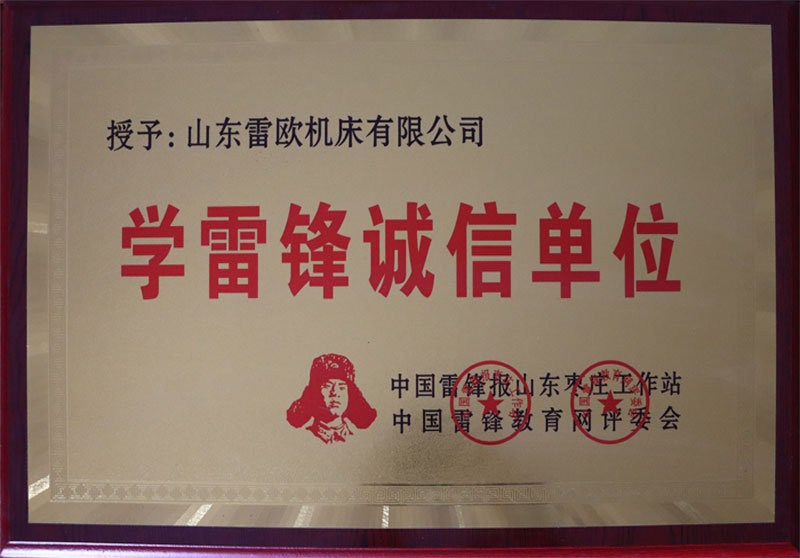 授予：山东雷欧机床有限公司
学雷锋诚信单位
中国雷锋报山东枣庄工作站
中国雷锋教育网评委会